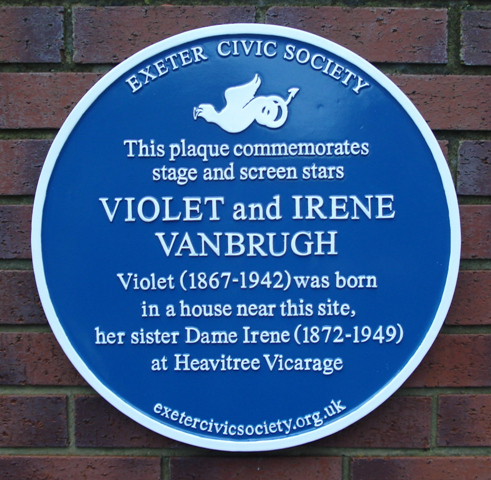 EXETER CIVIC SOCIETY
This plaque commemorates
stage and screen stars
VIOLET and IRENE
VANBRUGH
Violet (1867-1942) was born
in a house near this site,
her sister Dame Irene (1872-1949)
at Heavitree Vicarage
exetercivicsociety.org.uk